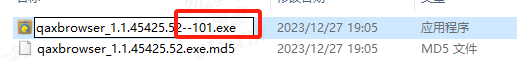 qaxbrowser_1.1.45425.52--101.exe 2023/12/27 19:05 应用程序
qaxbrowser_1.1.45425.52.exe.md5 2023/12/27 19:05 MD5 文件